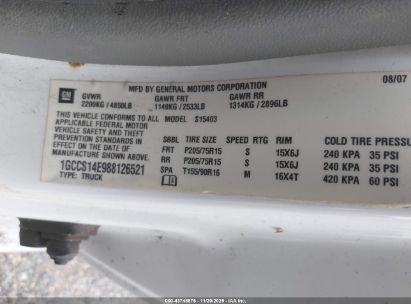 MFD BY GENERAL MOTORS CORPORATION
08/07
GM
GVWR GAWR FRT GAWR RR
2200KG / 4850LB 1149KG / 2533LB 1314KG / 2896LB
THIS VEHICLE CONFORMS TO ALL MODEL S15403
APPLICABLE FEDERAL MOTOR
VEHICLE SAFETY, BUMPER, AND THEFT
PREVENTION STANDARDS IN EFFECT
ON THE DATE OF MANUFACTURE
SHOWN ABOVE.
1GCCS14E988126521
TYPE: TRUCK
SBBL TIRE SIZE SPEED RTG RIM COLD TIRE PRESSURE
FRT P205/75R15 S 15X6J 240 KPA 35 PSI
RR P205/75R15 S 15X6J 240 KPA 35 PSI
SPA T155/90R16 M 16X4T 420 KPA 60 PSI